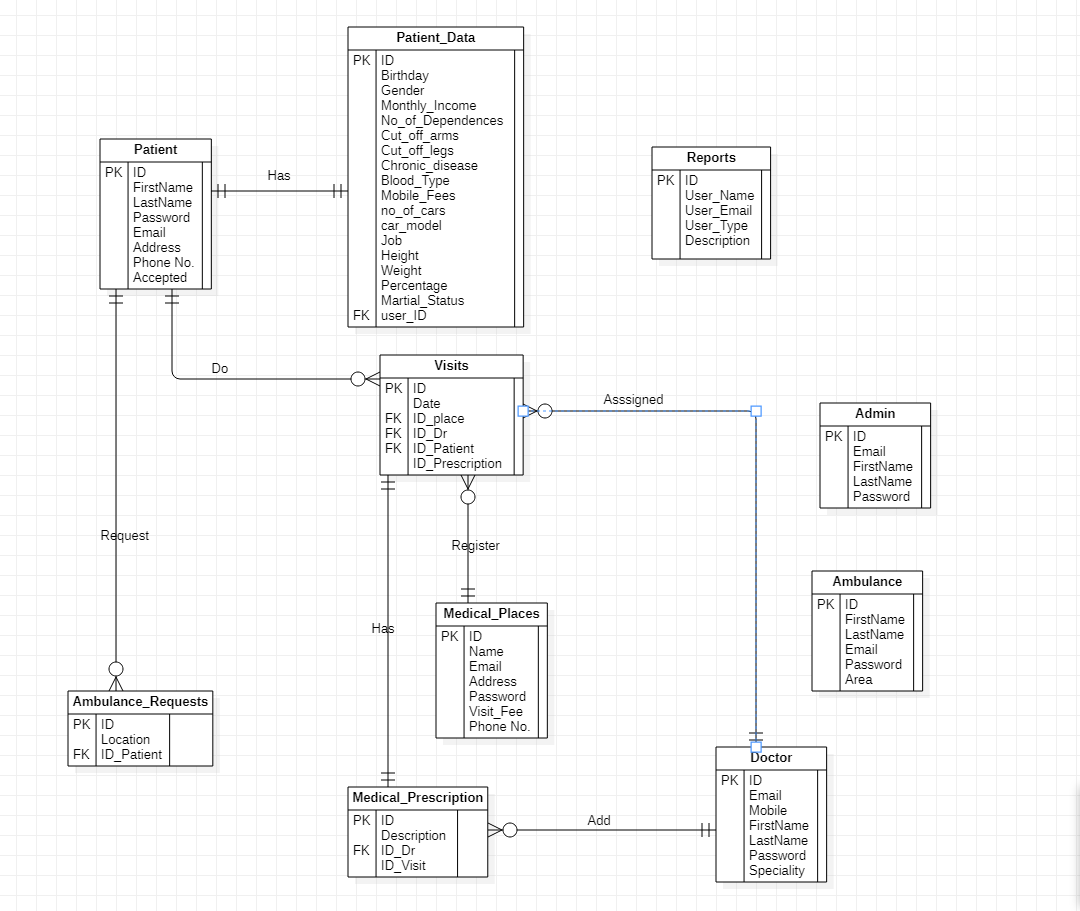 Patient_Data
PK ID
Birthday
Gender
Monthly_Income
No_of_Dependences
Cut_off_arms
Cut_off_legs
Chronic_disease
Blood_Type
Mobile_Fees
no_of_cars
car_model
Job
Height
Weight
Percentage
Martial_Status
FK user_ID
Patient
PK ID
FirstName
LastName
Password
Email
Address
Phone No.
Accepted
Has
Reports
PK ID
User_Name
User_Email
User_Type
Description
Do
Visits
PK ID
Date
FK ID_place
FK ID_Dr
FK ID_Patient
ID_Prescription
Asssigned
Admin
PK ID
Email
FirstName
LastName
Password
Request
Register
Has
Ambulance
PK ID
FirstName
LastName
Email
Password
Area
Medical_Places
PK ID
Name
Email
Address
Password
Visit_Fee
Phone No.
Ambulance_Requests
PK ID
Location
FK ID_Patient
Medical_Prescription
PK ID
Description
FK ID_Dr
ID_Visit
Add
Doctor
PK ID
Email
Mobile
FirstName
LastName
Password
Speciality